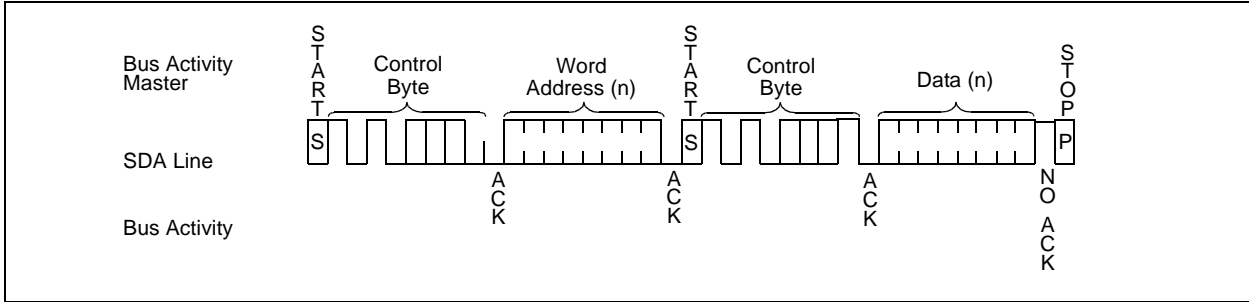 Bus Activity
Master
START
Control
Byte
Word
Address (n)
START
Control
Byte
Data (n)
STOP
SDA Line
S
S
P
ACK
ACK
ACK
NO ACK
Bus Activity